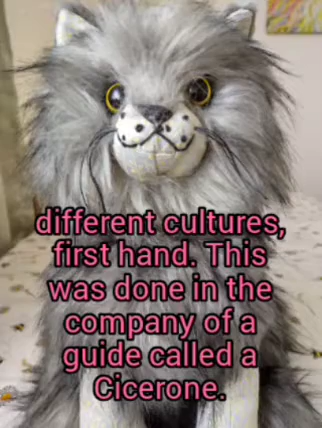 different cultures,
first hand. This
was done in the
company of a
guide called a
Cicerone.